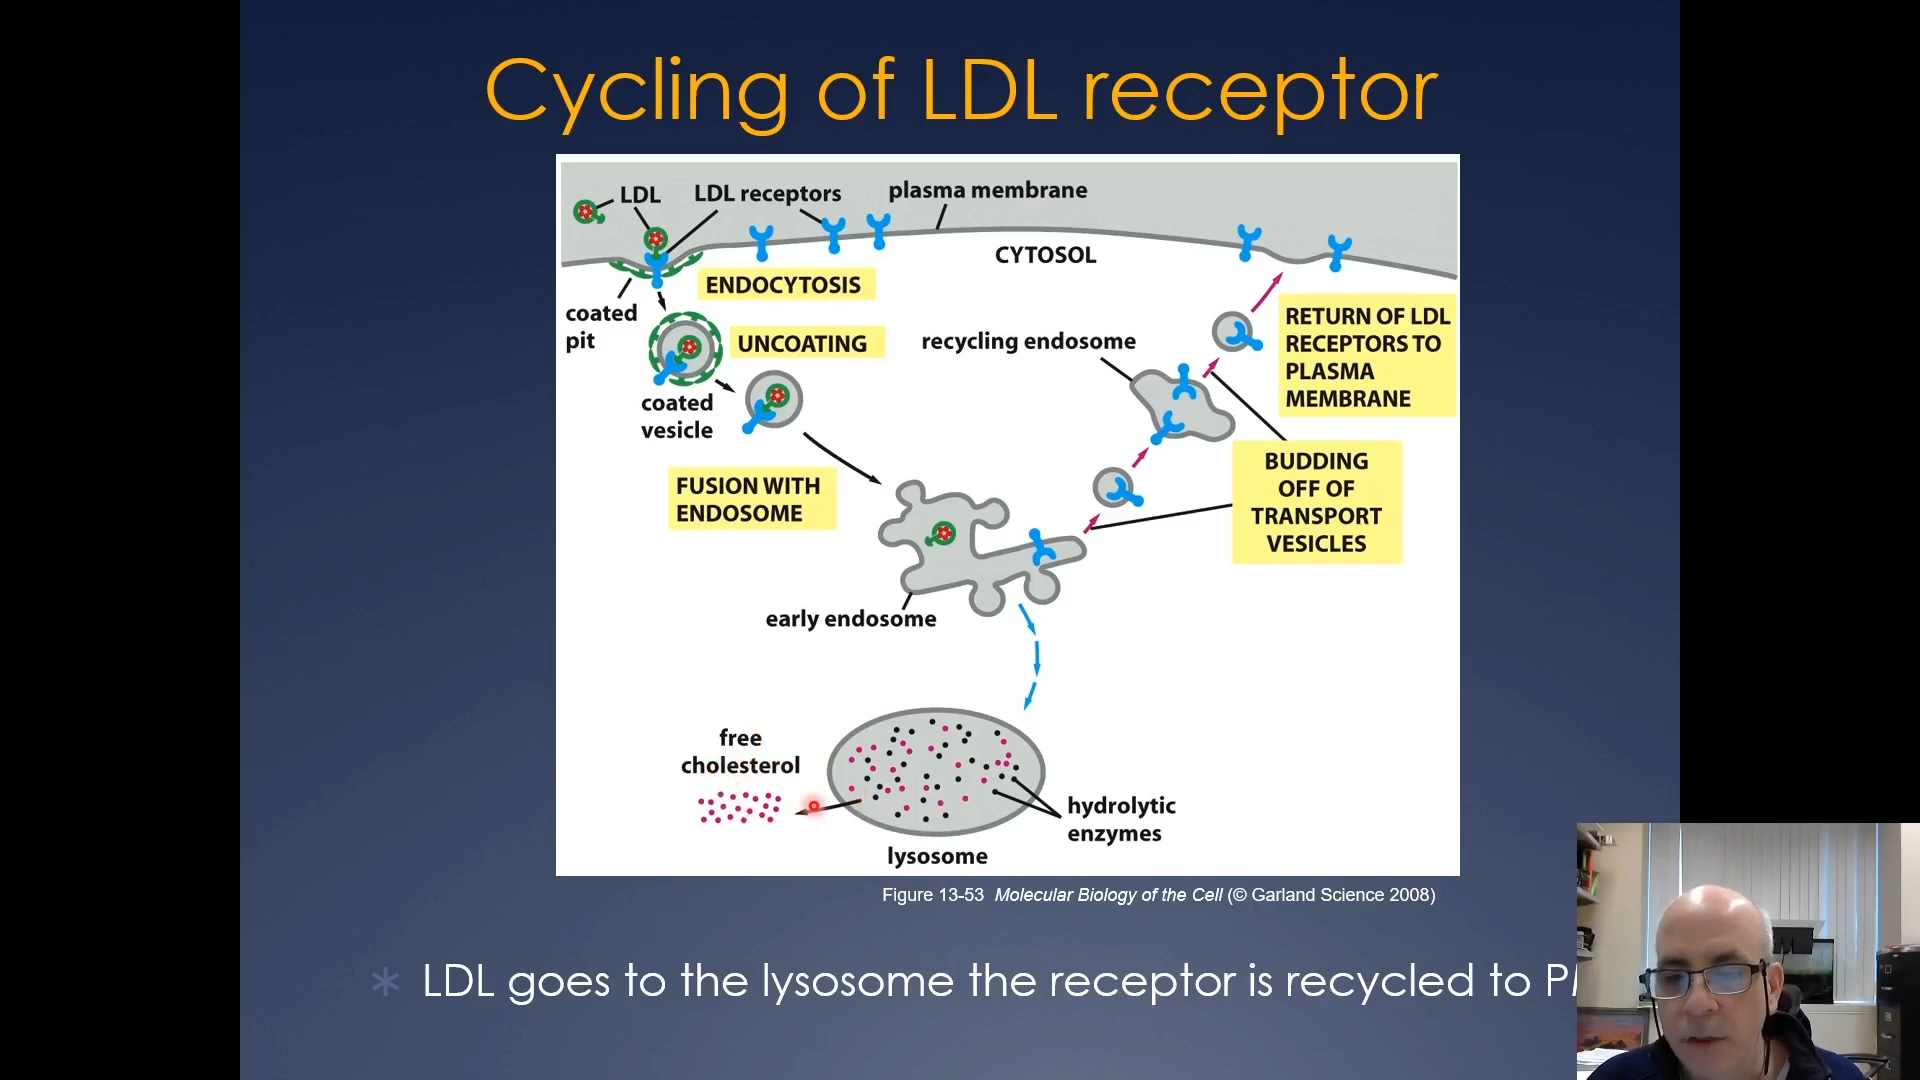 Cycling of LDL receptor
LDL
LDL receptors
plasma membrane
CYTOSOL
ENDOCYTOSIS
coated
pit
UNCOATING
coated
vesicle
recycling endosome
RETURN OF LDL
RECEPTORS TO
PLASMA
MEMBRANE
FUSION WITH
ENDOSOME
BUDDING
OFF OF
TRANSPORT
VESICLES
early endosome
free
cholesterol
hydrolytic
enzymes
lysosome
Figure 13-53 Molecular Biology of the Cell (© Garland Science 2008)
* LDL goes to the lysosome the receptor is recycled to